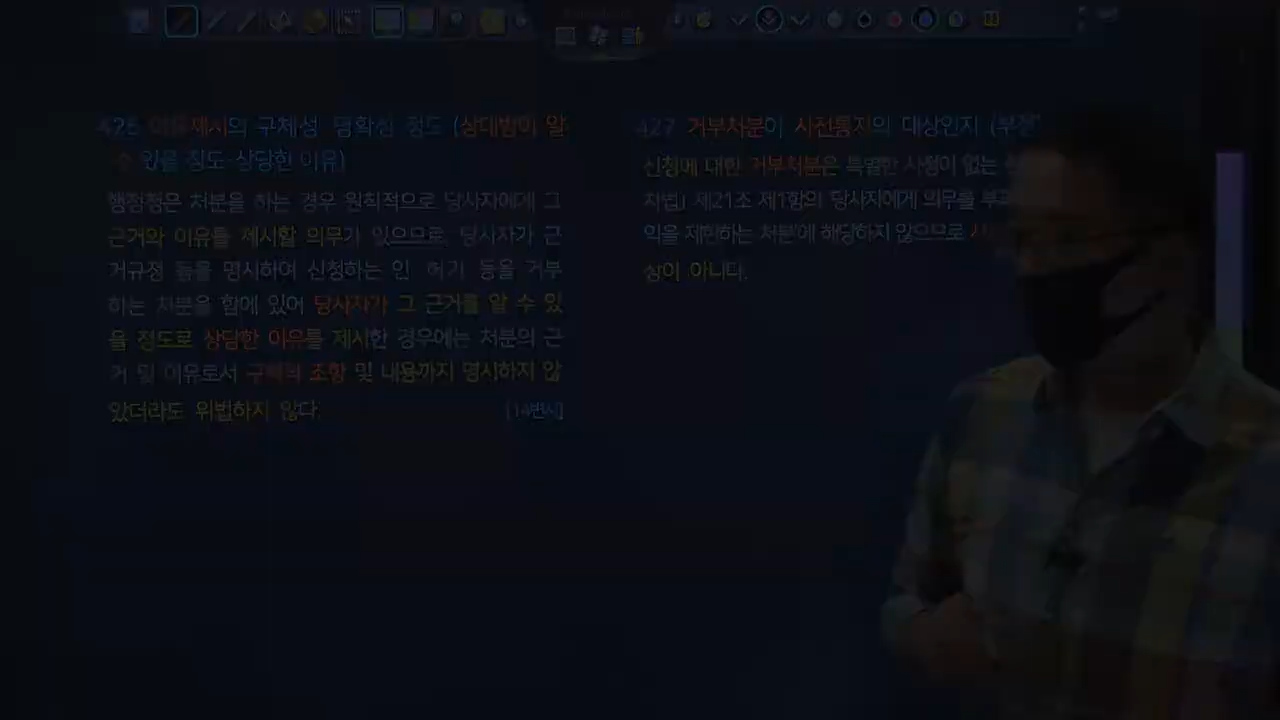 426 이유제시의 구체성·명확성 정도 (상대방이 알
수 있을 정도·상당한 이유)
행정청은 처분을 하는 경우 원칙적으로 당사자에게 그
근거와 이유를 제시할 의무가 있으므로, 당사자가 근
거규정 등을 명시하여 신청하는 인·허가 등을 거부
하는 처분을 함에 있어 당사자가 그 근거를 알 수 있
을 정도로 상당한 이유를 제시한 경우에는 처분의 근
거 및 이유로서 구체적 조항 및 내용까지 명시하지 않
았더라도 위법하지 않다.
[14변시]
427 거부처분이 사전통지의 대상인지 (부정)
신청에 대한 거부처분은 특별한 사정이 없는
차법」 제21조 제1항의 당사자에게 의무를 부과
익을 제한하는 처분'에 해당하지 않으므로
상이 아니다.